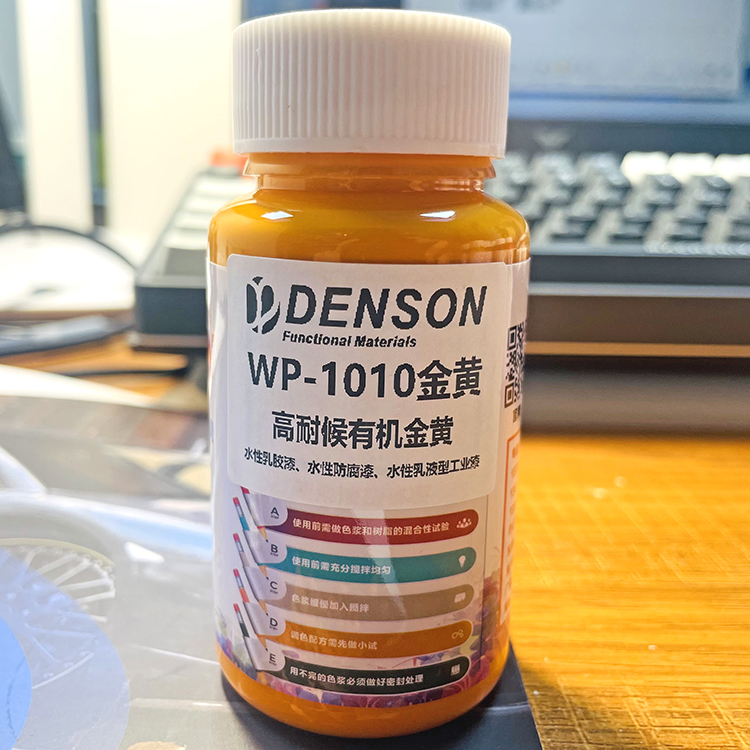 DENSON
Functional Materials
WP-1010金黄
高耐候有机金黄
水性乳胶漆、水性防腐漆、水性乳液型工业漆
A
使用前需做色浆和树脂的混合性试验
B
使用前需充分搅拌均匀
C
色浆缓慢加入搅拌
D
调色配方需先做小试
E
用不完的色浆必须做好密封处理